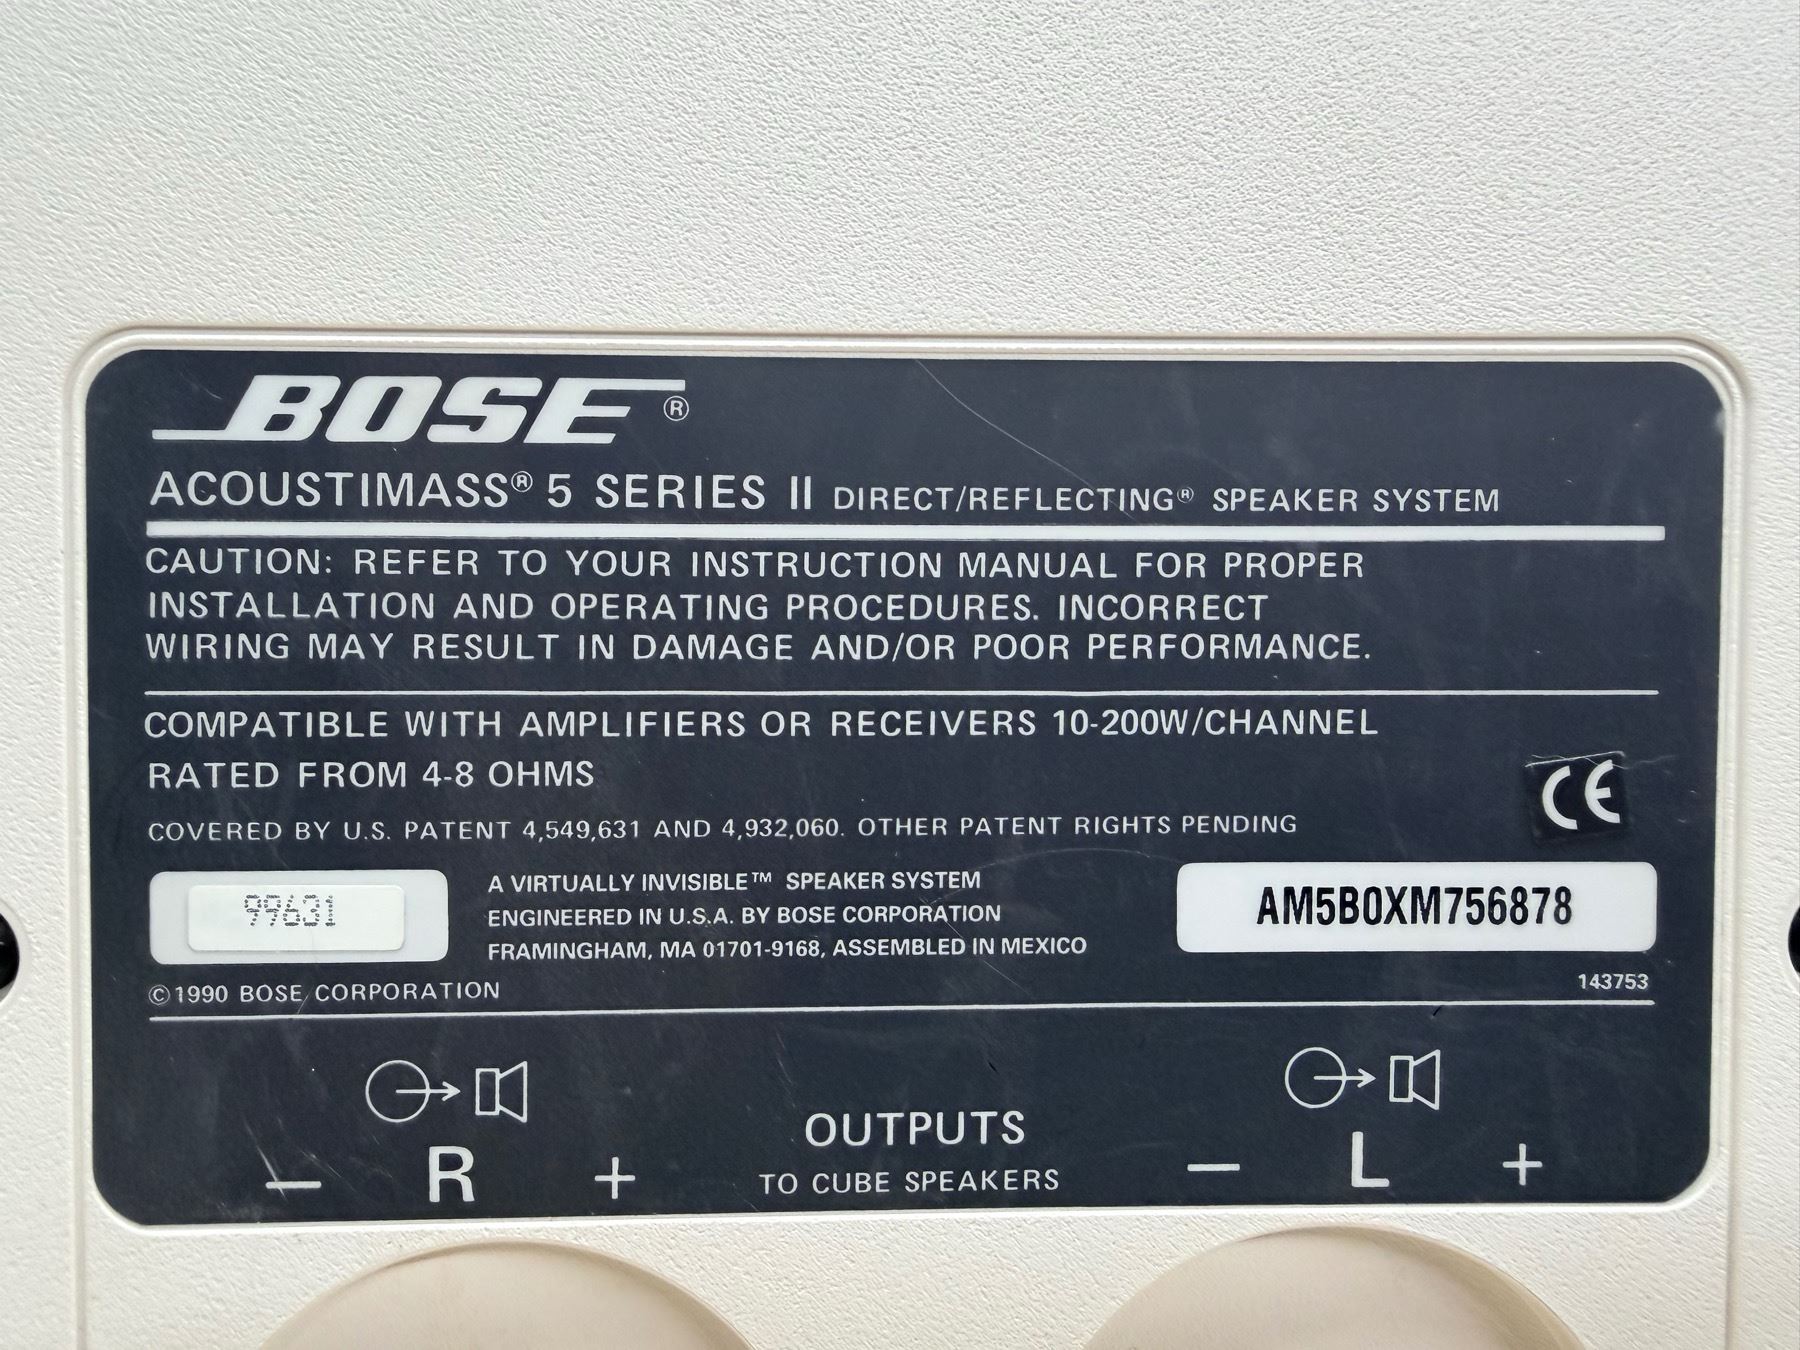 BOSE®
ACOUSTIMASS® 5 SERIES II DIRECT/REFLECTING® SPEAKER SYSTEM
CAUTION: REFER TO YOUR INSTRUCTION MANUAL FOR PROPER
INSTALLATION AND OPERATING PROCEDURES. INCORRECT
WIRING MAY RESULT IN DAMAGE AND/OR POOR PERFORMANCE.
COMPATIBLE WITH AMPLIFIERS OR RECEIVERS 10-200W/CHANNEL
RATED FROM 4-8 OHMS
CE
COVERED BY U.S. PATENT 4,549,631 AND 4,932,060. OTHER PATENT RIGHTS PENDING
99631
A VIRTUALLY INVISIBLE™ SPEAKER SYSTEM
ENGINEERED IN U.S.A. BY BOSE CORPORATION
FRAMINGHAM, MA 01701-9168, ASSEMBLED IN MEXICO
AM5B0XM756878
143753
©1990 BOSE CORPORATION
OUTPUTS
TO CUBE SPEAKERS
− R +
− L +